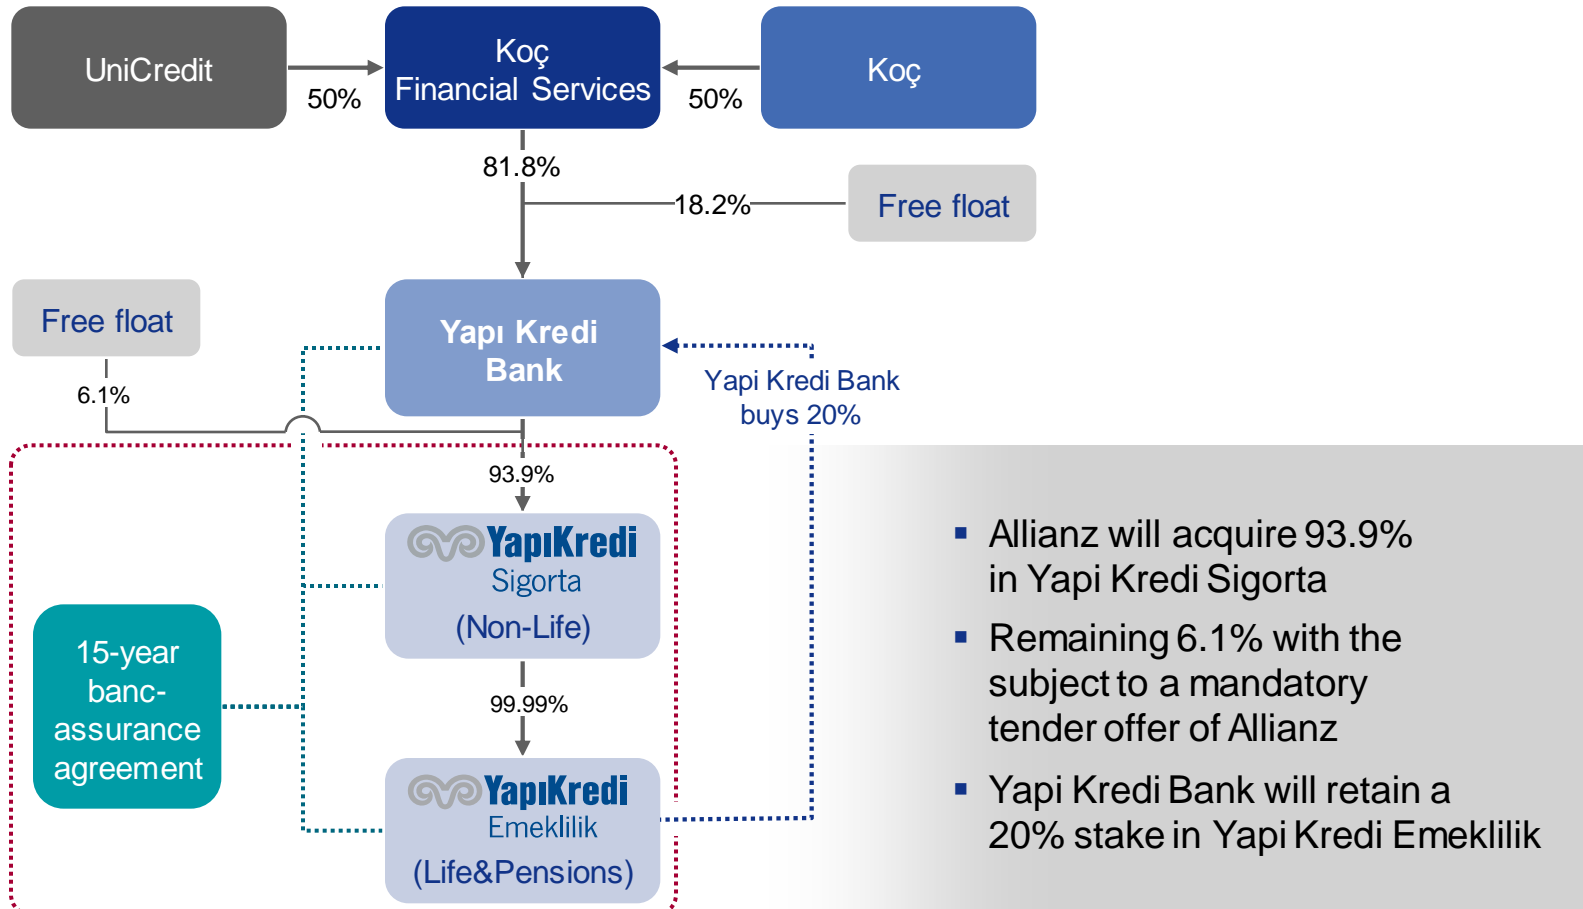 UniCredit
50%
Koç
Financial Services
50%
Koç
81.8%
18.2%
Free float
Free float
6.1%
Yapı Kredi
Bank
Yapi Kredi Bank
buys 20%
93.9%
YapıKredi
Sigorta
(Non-Life)
99.99%
15-year
banc-
assurance
agreement
YapıKredi
Emeklilik
(Life&Pensions)
▪ Allianz will acquire 93.9%
in Yapi Kredi Sigorta
▪ Remaining 6.1% with the
subject to a mandatory
tender offer of Allianz
▪ Yapi Kredi Bank will retain a
20% stake in Yapi Kredi Emeklilik